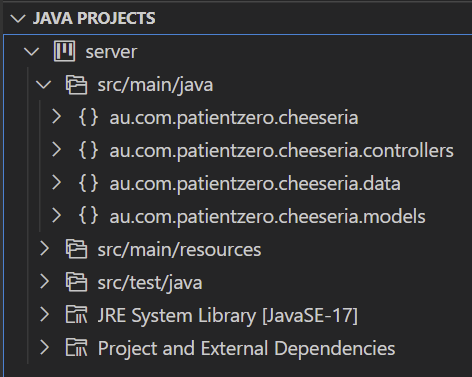 JAVA PROJECTS
server
src/main/java
{} au.com.patientzero.cheeseria
{} au.com.patientzero.cheeseria.controllers
{} au.com.patientzero.cheeseria.data
{} au.com.patientzero.cheeseria.models
src/main/resources
src/test/java
JRE System Library [JavaSE-17]
Project and External Dependencies